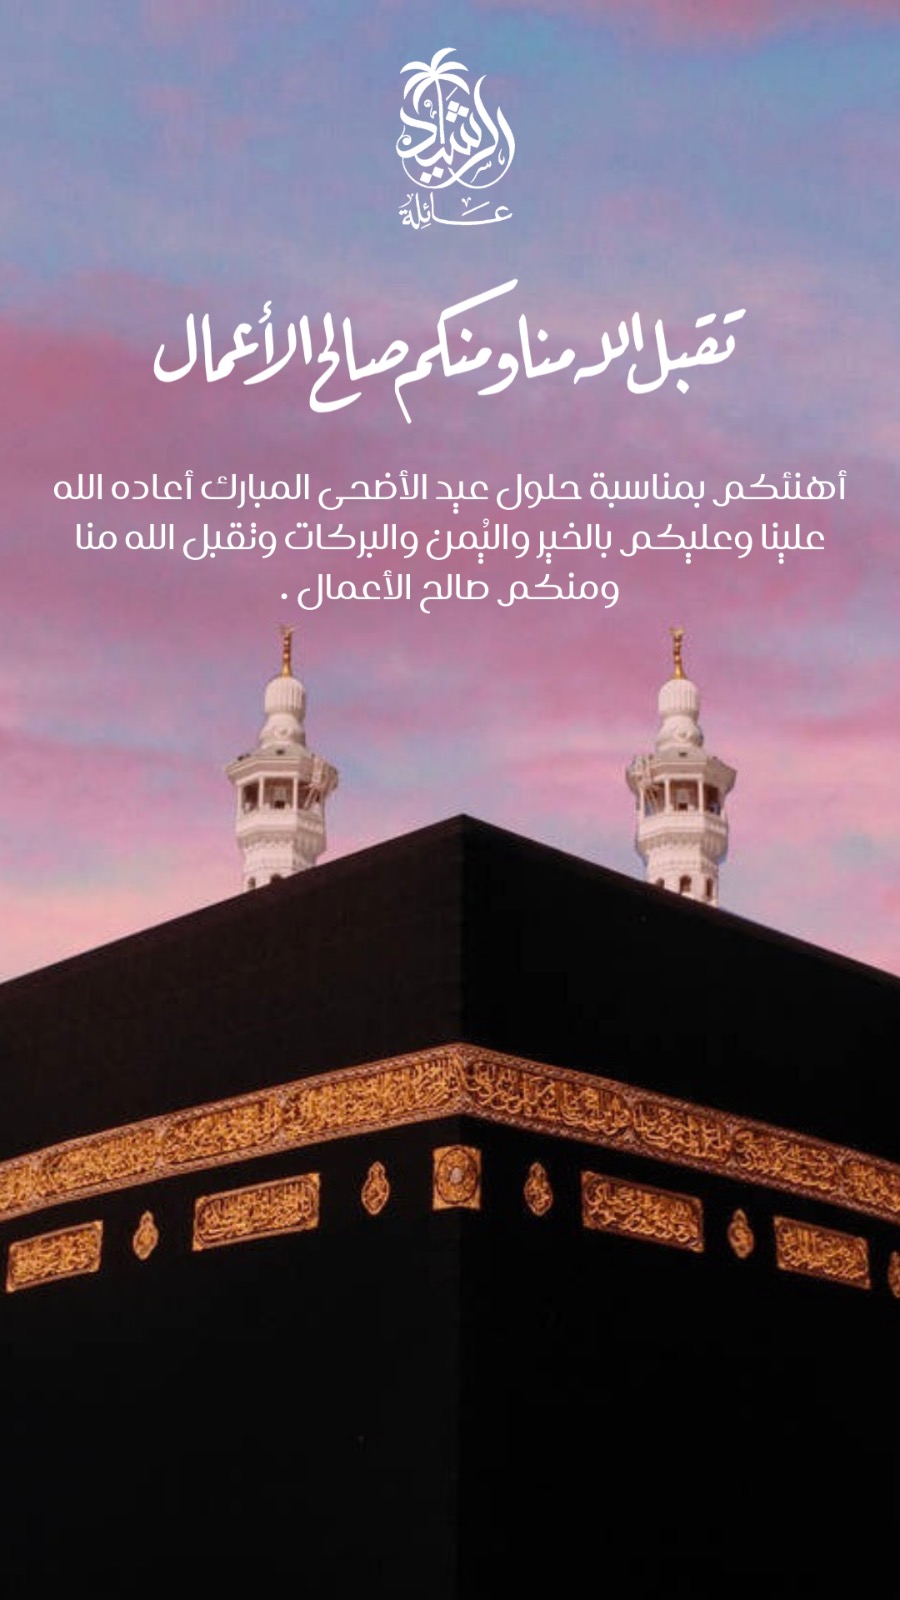 الرشيد
عائلة
تقبل الله منا ومنكم صالح الأعمال
أهنئكم بمناسبة حلول عيد الأضحى المبارك أعاده الله
علينا وعليكم بالخير واليُمن والبركات وتقبل الله منا
ومنكم صالح الأعمال .